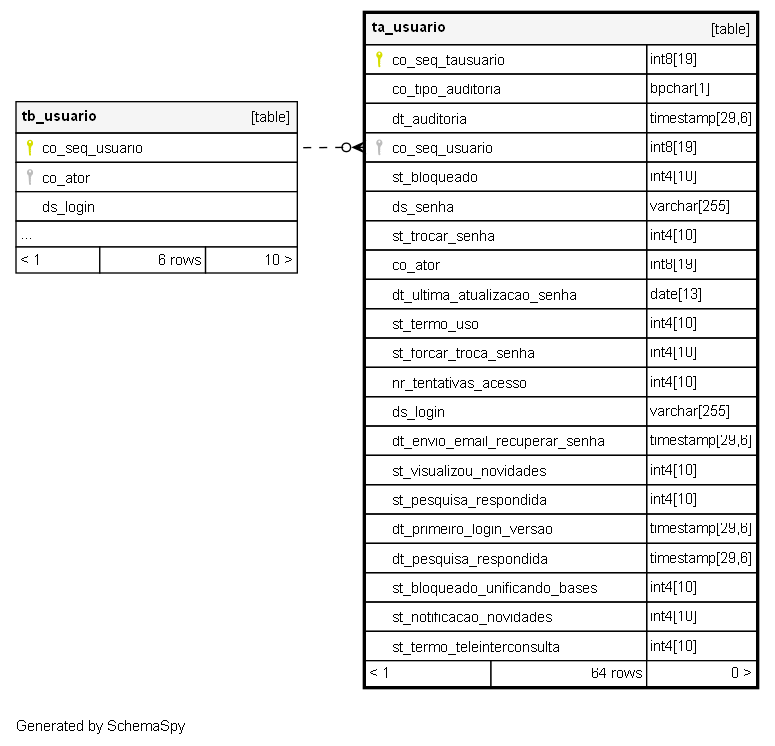 tb_usuario [table]
co_seq_usuario
co_ator
ds_login
...
< 1 6 rows 10 >
ta_usuario [table]
co_seq_tausuario int8[19]
co_tipo_auditoria bpchar[1]
dt_auditoria timestamp[29,6]
co_seq_usuario int8[19]
st_bloqueado int4[10]
ds_senha varchar[255]
st_trocar_senha int4[10]
co_ator int8[19]
dt_ultima_atualizacao_senha date[13]
st_termo_uso int4[10]
st_forcar_troca_senha int4[10]
nr_tentativas_acesso int4[10]
ds_login varchar[255]
dt_envio_email_recuperar_senha timestamp[29,6]
st_visualizou_novidades int4[10]
st_pesquisa_respondida int4[10]
dt_primeiro_login_versao timestamp[29,6]
dt_pesquisa_respondida timestamp[29,6]
st_bloqueado_unificando_bases int4[10]
st_notificacao_novidades int4[10]
st_termo_teleinterconsulta int4[10]
< 1 64 rows 0 >
Generated by SchemaSpy